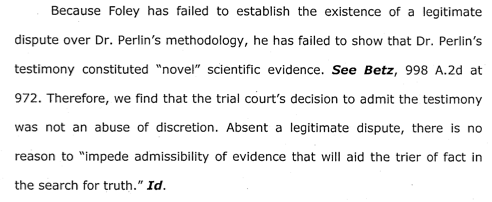 Because Foley has failed to establish the existence of a legitimate
dispute over Dr. Perlin's methodology, he has failed to show that Dr. Perlin's
testimony constituted "novel" scientific evidence. See Betz, 998 A.2d at
972. Therefore, we find that the trial court's decision to admit the testimony
was not an abuse of discretion. Absent a legitimate dispute, there is no
reason to "impede admissibility of evidence that will aid the trier of fact in
the search for truth." Id.